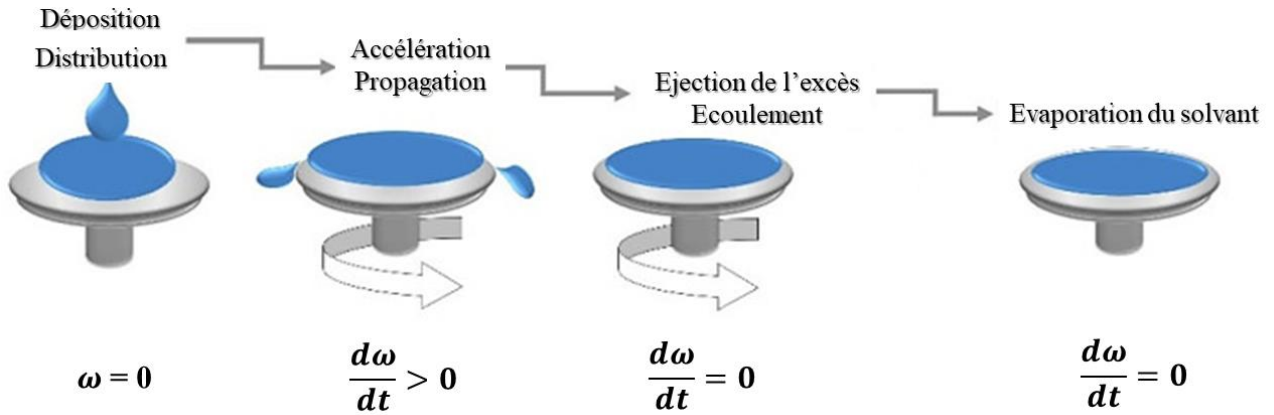 Déposition
Distribution
Accélération
Propagation
Ejection de l'excès
Ecoulement
Evaporation du solvant
ω = 0
dω/dt > 0
dω/dt = 0
dω/dt = 0